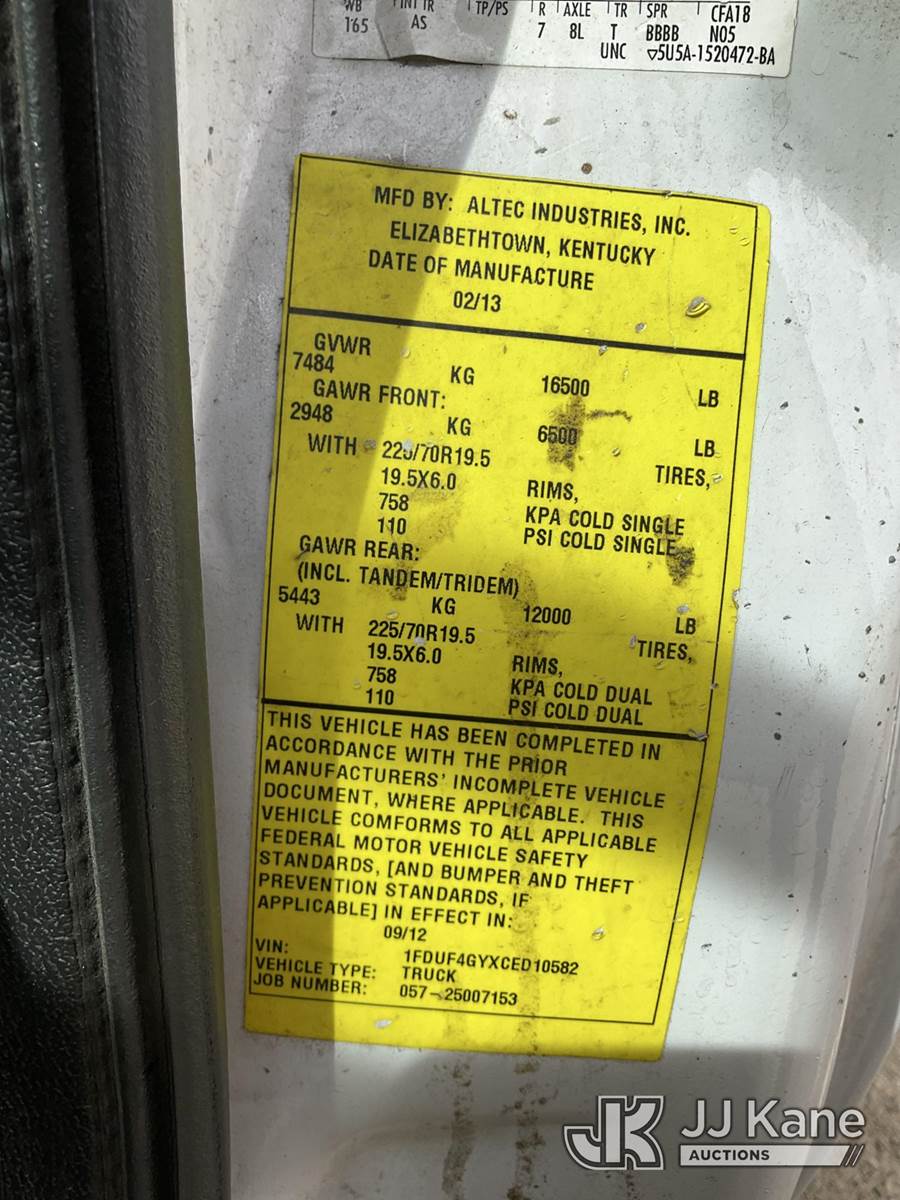 WB INT TR TP/PS R AXLE TR SPR CFA18
165 AS 7 8L T BBBB N05
UNC ▽5U5A-1520472-BA
MFD BY: ALTEC INDUSTRIES, INC.
ELIZABETHTOWN, KENTUCKY
DATE OF MANUFACTURE
02/13
GVWR
7484 KG 16500 LB
GAWR FRONT:
2948 KG 6500 LB
WITH 225/70R19.5 TIRES,
19.5X6.0 RIMS,
758 KPA COLD SINGLE
110 PSI COLD SINGLE
GAWR REAR:
(INCL. TANDEM/TRIDEM)
5443 KG 12000 LB
WITH 225/70R19.5 TIRES,
19.5X6.0 RIMS,
758 KPA COLD DUAL
110 PSI COLD DUAL
THIS VEHICLE HAS BEEN COMPLETED IN
ACCORDANCE WITH THE PRIOR
MANUFACTURERS' INCOMPLETE VEHICLE
DOCUMENT, WHERE APPLICABLE. THIS
VEHICLE COMFORMS TO ALL APPLICABLE
FEDERAL MOTOR VEHICLE SAFETY
STANDARDS, [AND BUMPER AND THEFT
PREVENTION STANDARDS, IF
APPLICABLE] IN EFFECT IN:
09/12
VIN: 1FDUF4GYXCED10582
VEHICLE TYPE: TRUCK
JOB NUMBER: 057-25007153
JK JJ Kane
AUCTIONS